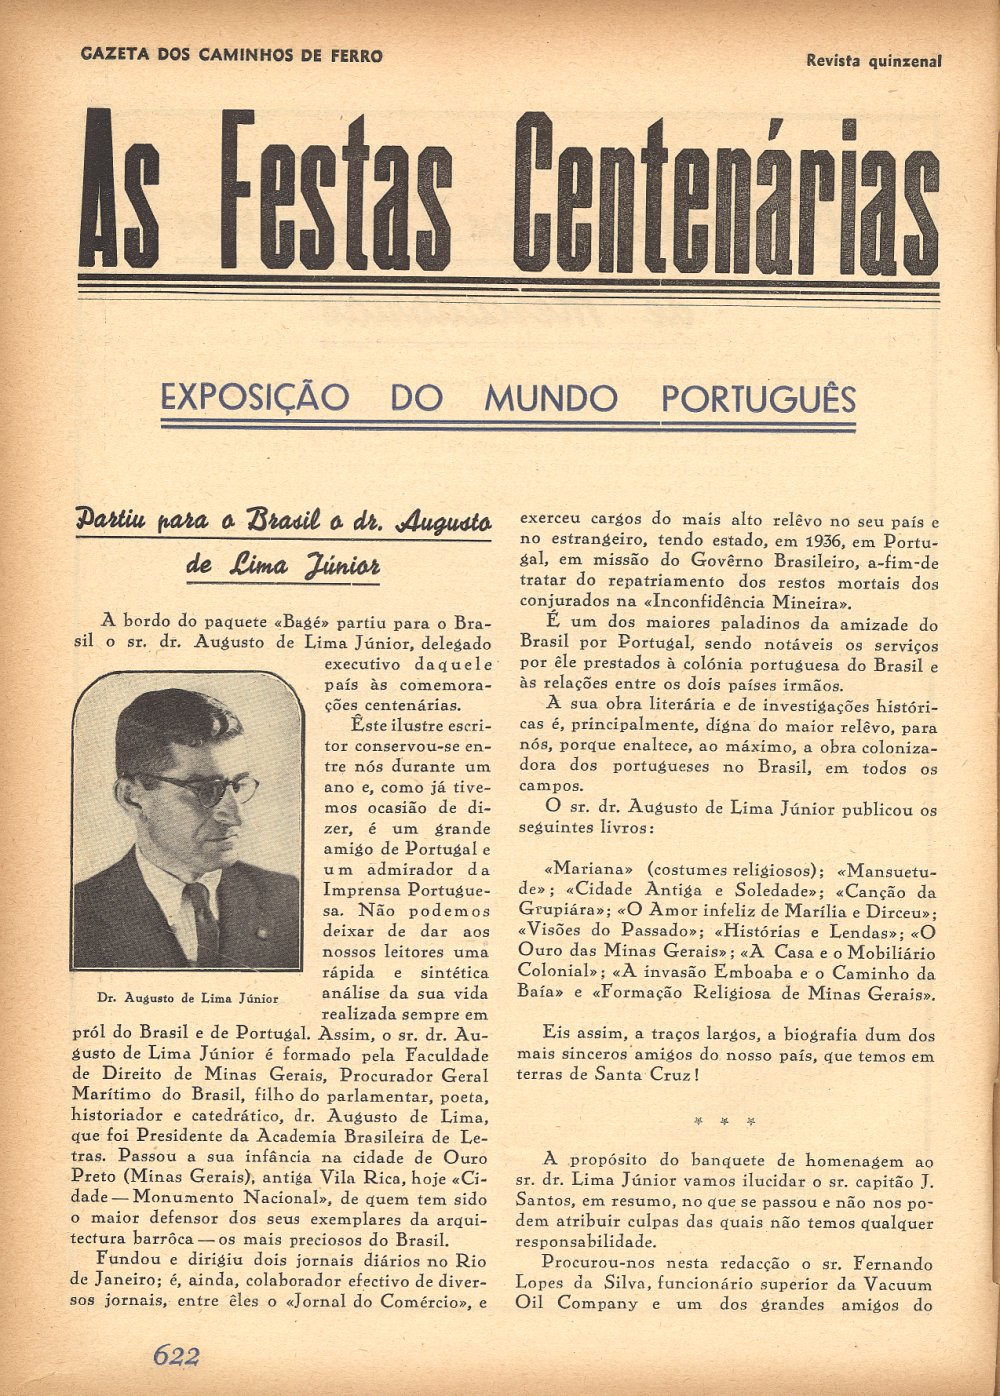 GAZETA DOS CAMINHOS DE FERRO
Revista quinzenal
As Festas Centenárias
EXPOSIÇÃO DO MUNDO PORTUGUÊS
Partiu para o Brasil o dr. Augusto
de Lima Júnior
A bordo do paquete «Bagé» partiu para o Bra-
sil o sr. dr. Augusto de Lima Júnior, delegado
executivo daquele
país às comemora-
ções centenárias.
Êste ilustre escri-
tor conservou-se en-
tre nós durante um
ano e, como já tive-
mos ocasião de di-
zer, é um grande
amigo de Portugal e
um admirador da
Imprensa Portugue-
sa. Não podemos
deixar de dar aos
nossos leitores uma
rápida e sintética
análise da sua vida
realizada sempre em
Dr. Augusto de Lima Júnior
pról do Brasil e de Portugal. Assim, o sr. dr. Au-
gusto de Lima Júnior é formado pela Faculdade
de Direito de Minas Gerais, Procurador Geral
Marítimo do Brasil, filho do parlamentar, poeta,
historiador e catedrático, dr. Augusto de Lima,
que foi Presidente da Academia Brasileira de Le-
tras. Passou a sua infância na cidade de Ouro
Preto (Minas Gerais), antiga Vila Rica, hoje «Ci-
dade — Monumento Nacional», de quem tem sido
o maior defensor dos seus exemplares da arqui-
tectura barrôca — os mais preciosos do Brasil.
Fundou e dirigiu dois jornais diários no Rio
de Janeiro; é, ainda, colaborador efectivo de diver-
sos jornais, entre êles o «Jornal do Comércio», e
exerceu cargos do mais alto relêvo no seu país e
no estrangeiro, tendo estado, em 1936, em Portu-
gal, em missão do Govêrno Brasileiro, a-fim-de
tratar do repatriamento dos restos mortais dos
conjurados na «Inconfidência Mineira».
É um dos maiores paladinos da amizade do
Brasil por Portugal, sendo notáveis os serviços
por êle prestados à colónia portuguesa do Brasil e
às relações entre os dois países irmãos.
A sua obra literária e de investigações históri-
cas é, principalmente, digna do maior relêvo, para
nós, porque enaltece, ao máximo, a obra coloniza-
dora dos portugueses no Brasil, em todos os
campos.
O sr. dr. Augusto de Lima Júnior publicou os
seguintes livros:
«Mariana» (costumes religiosos); «Mansuetu-
de»; «Cidade Antiga e Soledade»; «Canção da
Grupiára»; «O Amor infeliz de Marília e Dirceu»;
«Visões do Passado»; «Histórias e Lendas»; «O
Ouro das Minas Gerais»; «A Casa e o Mobiliário
Colonial»; «A invasão Emboaba e o Caminho da
Baía» e «Formação Religiosa de Minas Gerais».
Eis assim, a traços largos, a biografia dum dos
mais sinceros amigos do nosso país, que temos em
terras de Santa Cruz!
* * *
A propósito do banquete de homenagem ao
sr. dr. Lima Júnior vamos ilucidar o sr. capitão J.
Santos, em resumo, no que se passou e não nos po-
dem atribuir culpas das quais não temos qualquer
responsabilidade.
Procurou-nos nesta redacção o sr. Fernando
Lopes da Silva, funcionário superior da Vacuum
Oil Company e um dos grandes amigos do
622